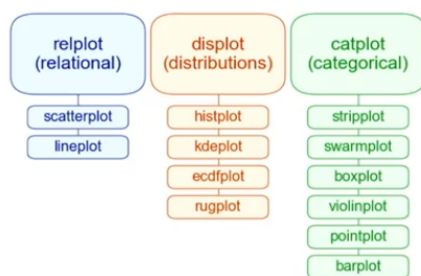 relplot
(relational)
scatterplot
lineplot
displot
(distributions)
histplot
kdeplot
ecdfplot
rugplot
catplot
(categorical)
stripplot
swarmplot
boxplot
violinplot
pointplot
barplot